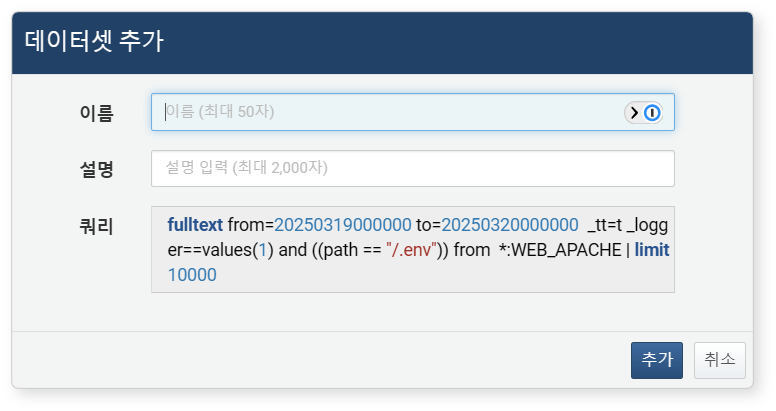 데이터셋 추가
이름
이름 (최대 50자)
설명
설명 입력 (최대 2,000자)
쿼리
fulltext from=20250319000000 to=20250320000000  _tt=t _logg
er==values(1) and ((path == "/.env")) from  *:WEB_APACHE | limit
10000
추가
취소